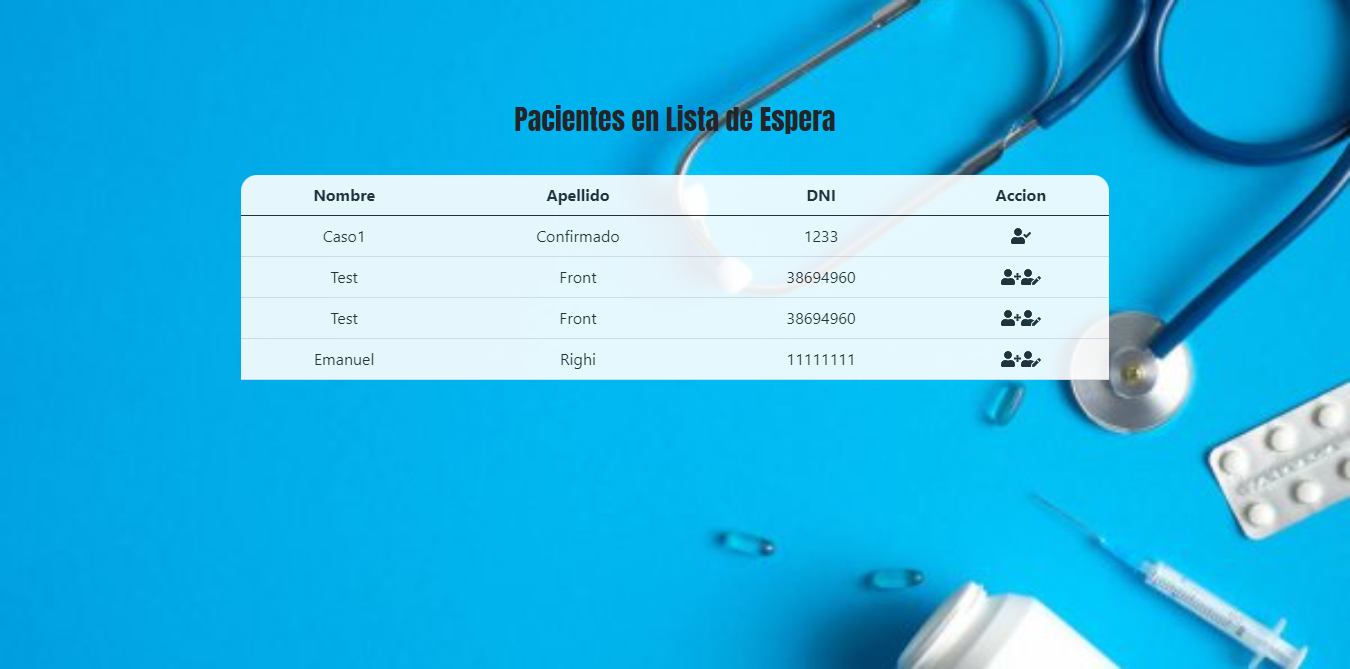 Pacientes en Lista de Espera
Nombre Apellido DNI Accion
Caso1 Confirmado 1233
Test Front 38694960
Test Front 38694960
Emanuel Righi 11111111